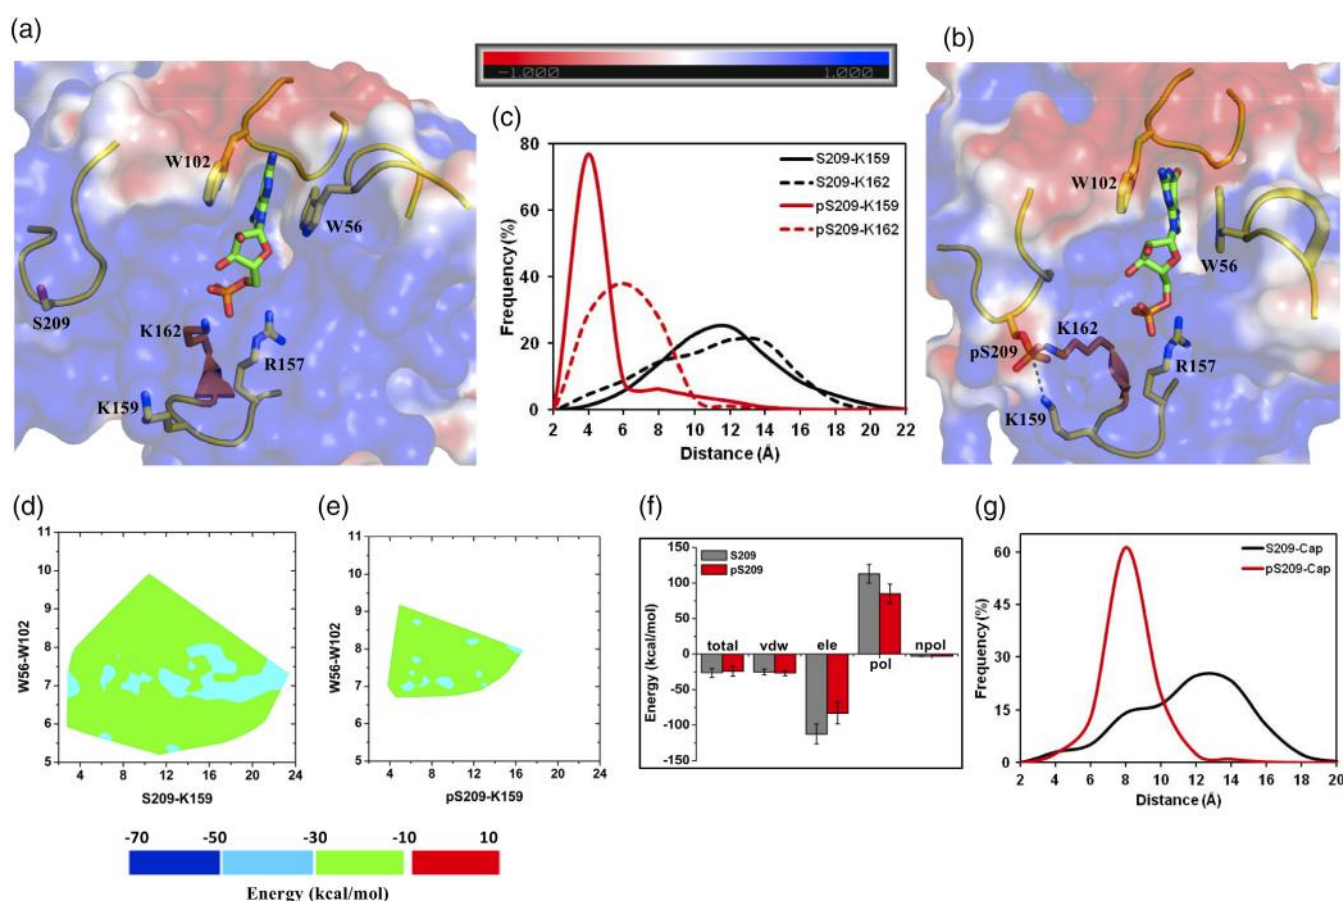 (a)
W102
W56
S209
K162
R157
K159
-1.000 1.000
(b)
W102
W56
K162
pS209
R157
K159
(c)
80
60
40
20
0
Frequency (%)
2 4 6 8 10 12 14 16 18 20 22
Distance (Å)
S209-K159
S209-K162
pS209-K159
pS209-K162
(d)
11
10
9
8
7
6
5
W56-W102
2 4 8 12 16 20 24
S209-K159
(e)
11
10
9
8
7
6
5
W56-W102
4 8 12 16 20 24
pS209-K159
-70 -50 -30 -10 10
Energy (kcal/mol)
(f)
150
100
50
0
-50
-100
-150
Energy (kcal/mol)
S209
pS209
total vdw ele pol npol
(g)
60
45
30
15
0
Frequency (%)
2 4 6 8 10 12 14 16 18 20
Distance (Å)
S209-Cap
pS209-Cap